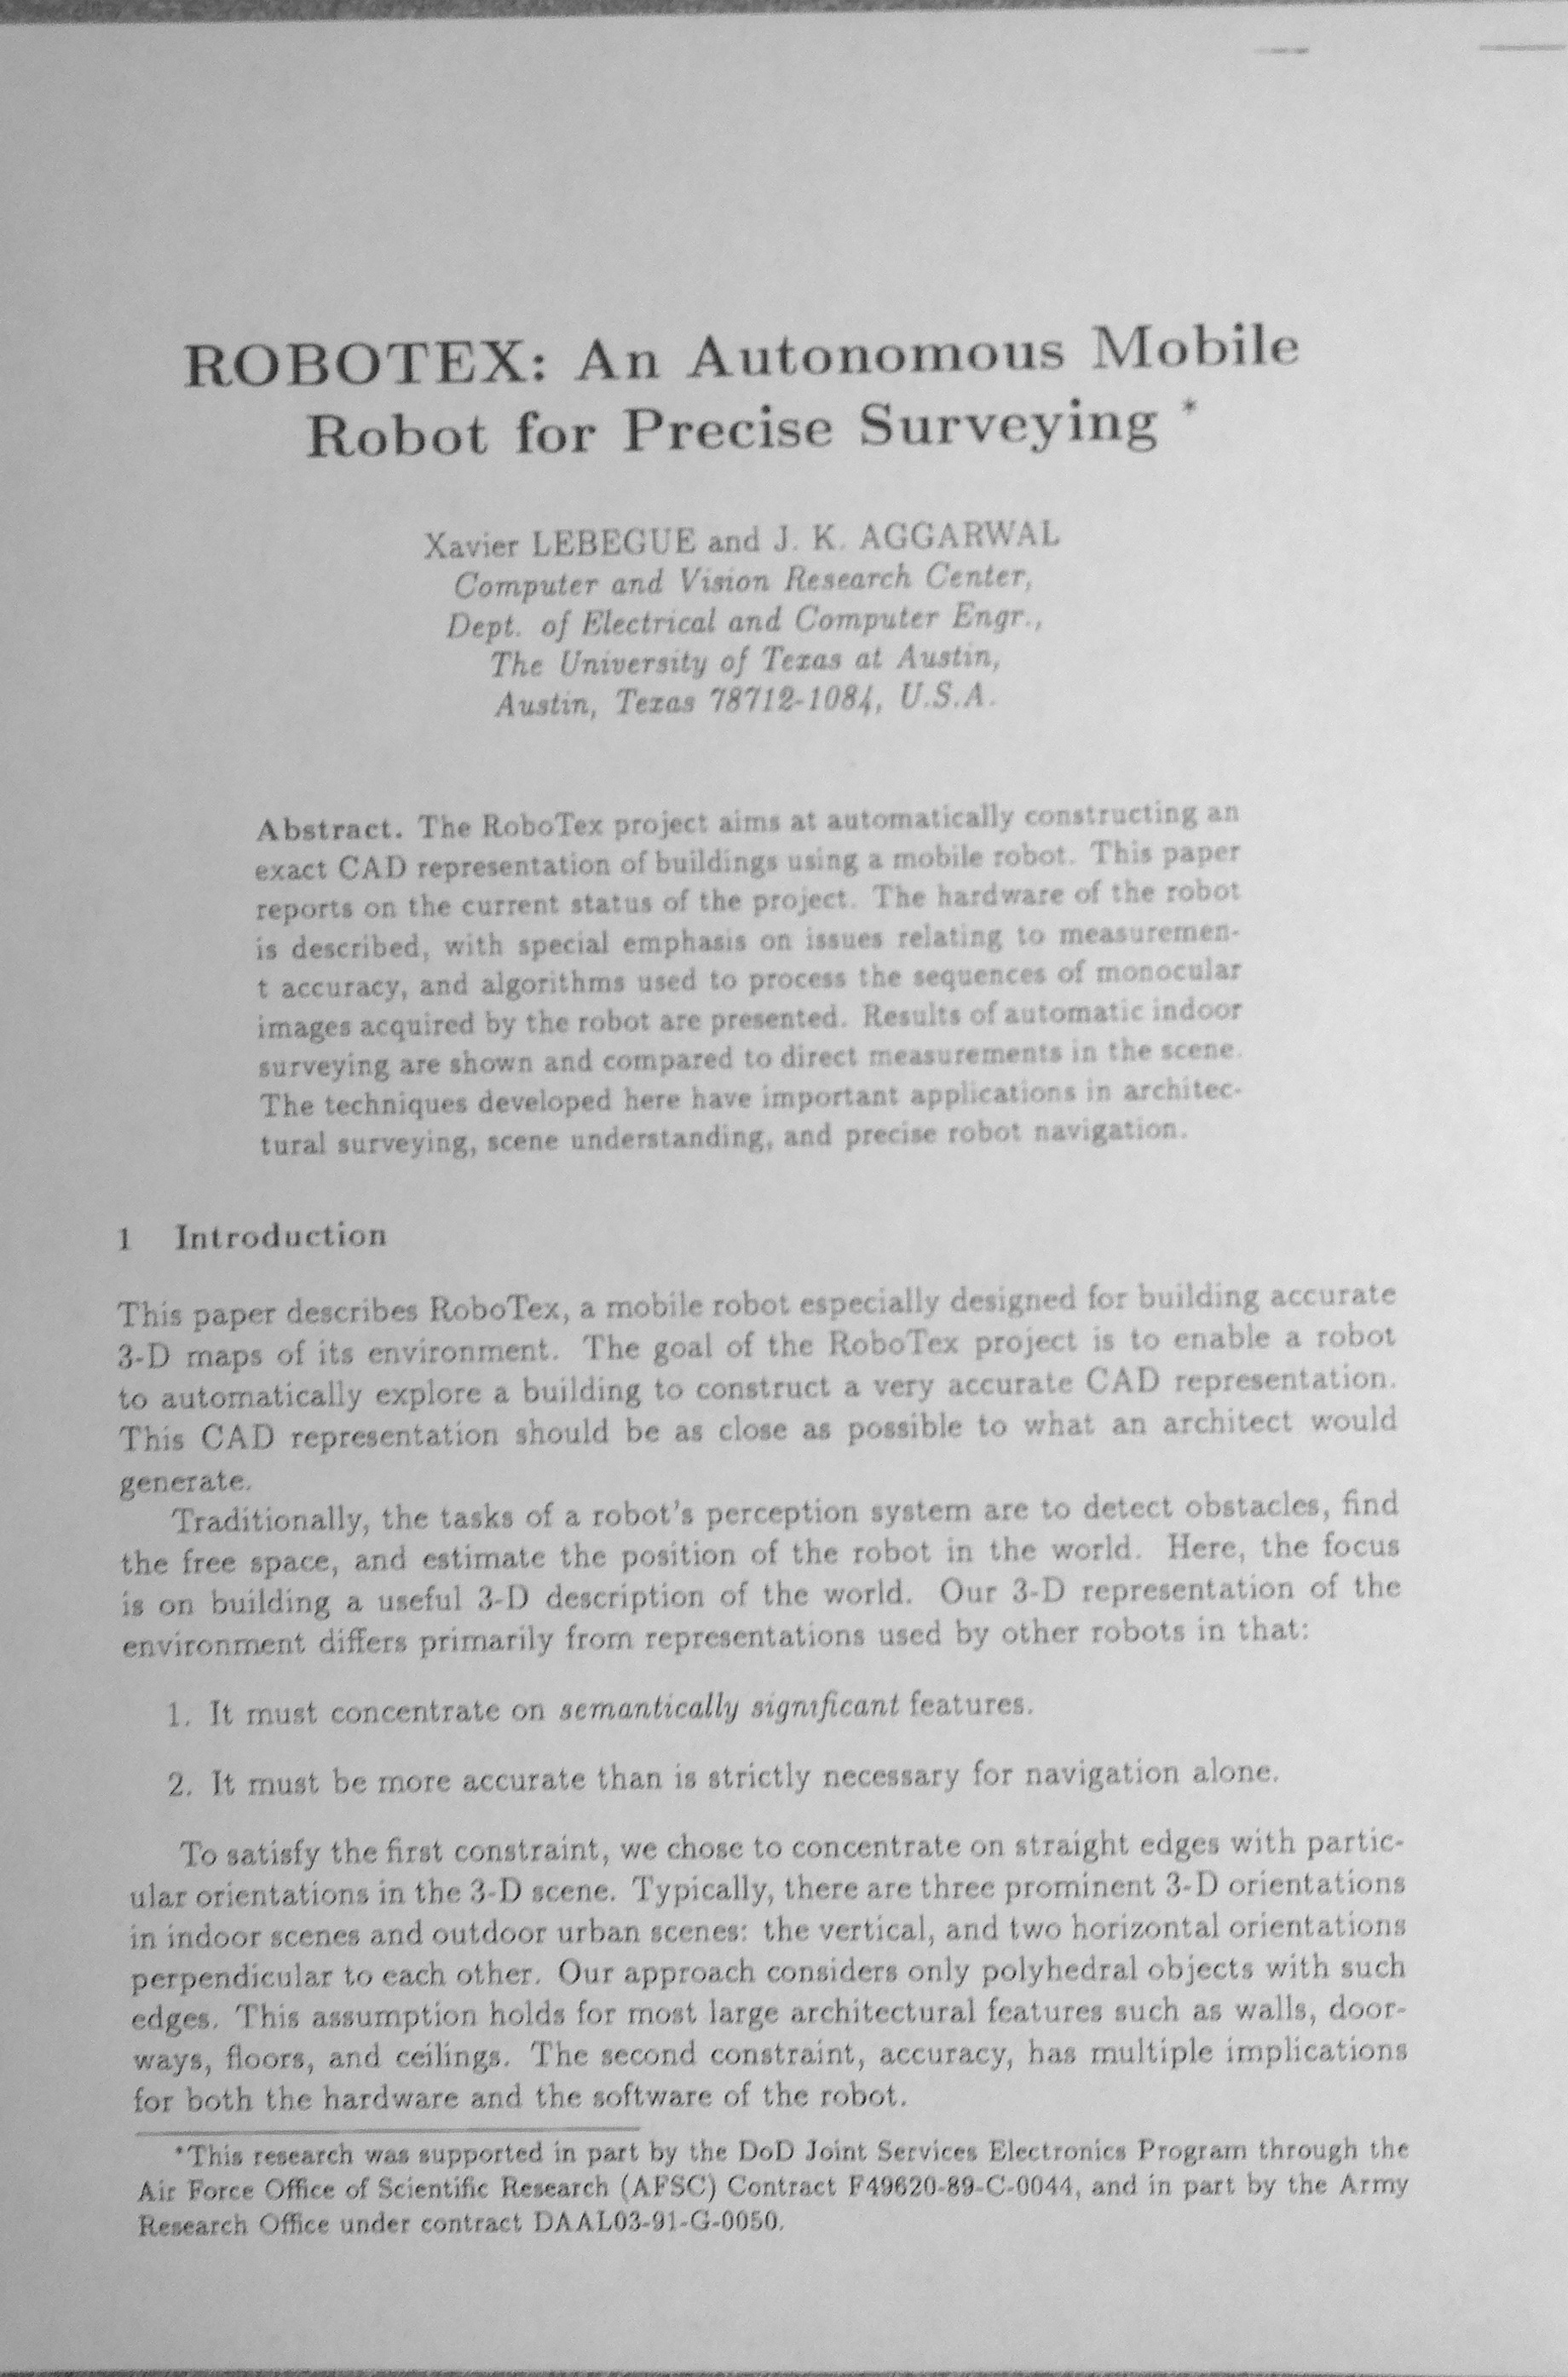 ROBOTEX: An Autonomous Mobile
Robot for Precise Surveying *
Xavier LEBEGUE and J. K. AGGARWAL
Computer and Vision Research Center,
Dept. of Electrical and Computer Engr.,
The University of Texas at Austin,
Austin, Texas 78712-1084, U.S.A.
Abstract. The RoboTex project aims at automatically constructing an
exact CAD representation of buildings using a mobile robot. This paper
reports on the current status of the project. The hardware of the robot
is described, with special emphasis on issues relating to measuremen-
t accuracy, and algorithms used to process the sequences of monocular
images acquired by the robot are presented. Results of automatic indoor
surveying are shown and compared to direct measurements in the scene.
The techniques developed here have important applications in architec-
tural surveying, scene understanding, and precise robot navigation.
1 Introduction
This paper describes RoboTex, a mobile robot especially designed for building accurate
3-D maps of its environment. The goal of the RoboTex project is to enable a robot
to automatically explore a building to construct a very accurate CAD representation.
This CAD representation should be as close as possible to what an architect would
generate.
Traditionally, the tasks of a robot's perception system are to detect obstacles, find
the free space, and estimate the position of the robot in the world. Here, the focus
is on building a useful 3-D description of the world. Our 3-D representation of the
environment differs primarily from representations used by other robots in that:
1. It must concentrate on semantically significant features.
2. It must be more accurate than is strictly necessary for navigation alone.
To satisfy the first constraint, we chose to concentrate on straight edges with partic-
ular orientations in the 3-D scene. Typically, there are three prominent 3-D orientations
in indoor scenes and outdoor urban scenes: the vertical, and two horizontal orientations
perpendicular to each other. Our approach considers only polyhedral objects with such
edges. This assumption holds for most large architectural features such as walls, door-
ways, floors, and ceilings. The second constraint, accuracy, has multiple implications
for both the hardware and the software of the robot.
*This research was supported in part by the DoD Joint Services Electronics Program through the
Air Force Office of Scientific Research (AFSC) Contract F49620-89-C-0044, and in part by the Army
Research Office under contract DAAL03-91-G-0050.